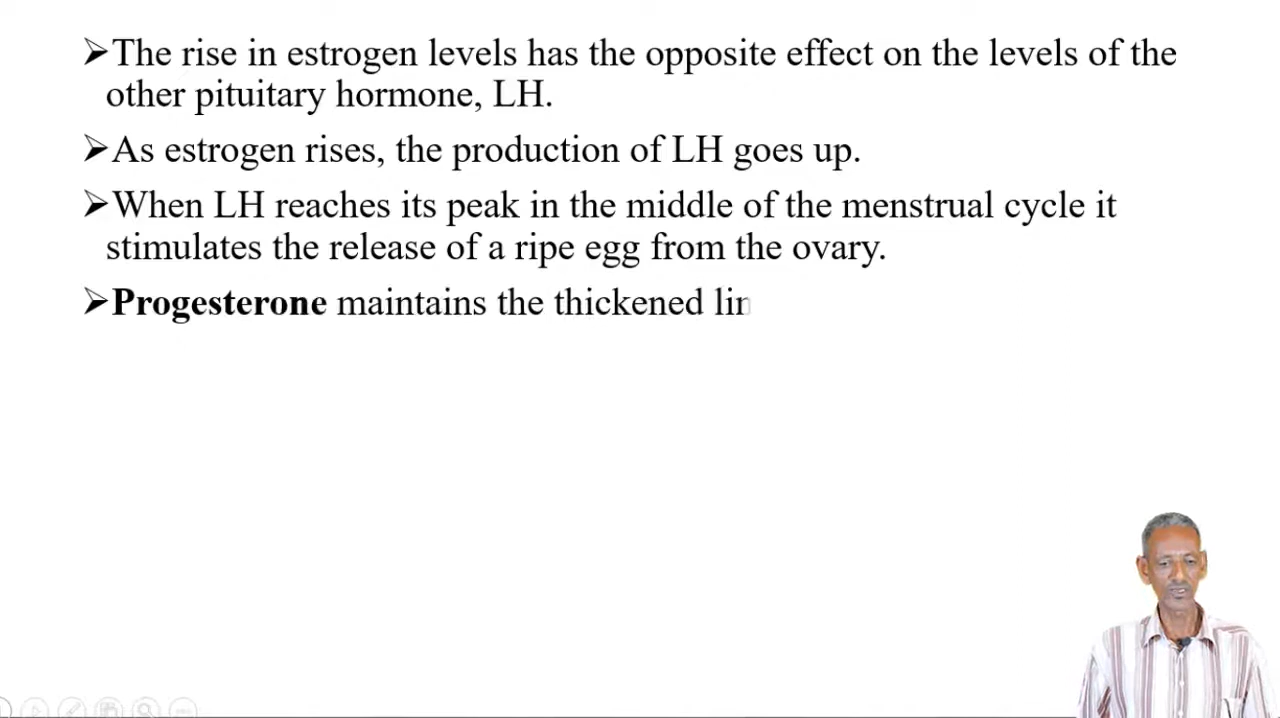 ➢The rise in estrogen levels has the opposite effect on the levels of the
other pituitary hormone, LH.
➢As estrogen rises, the production of LH goes up.
➢When LH reaches its peak in the middle of the menstrual cycle it
stimulates the release of a ripe egg from the ovary.
➢Progesterone maintains the thickened